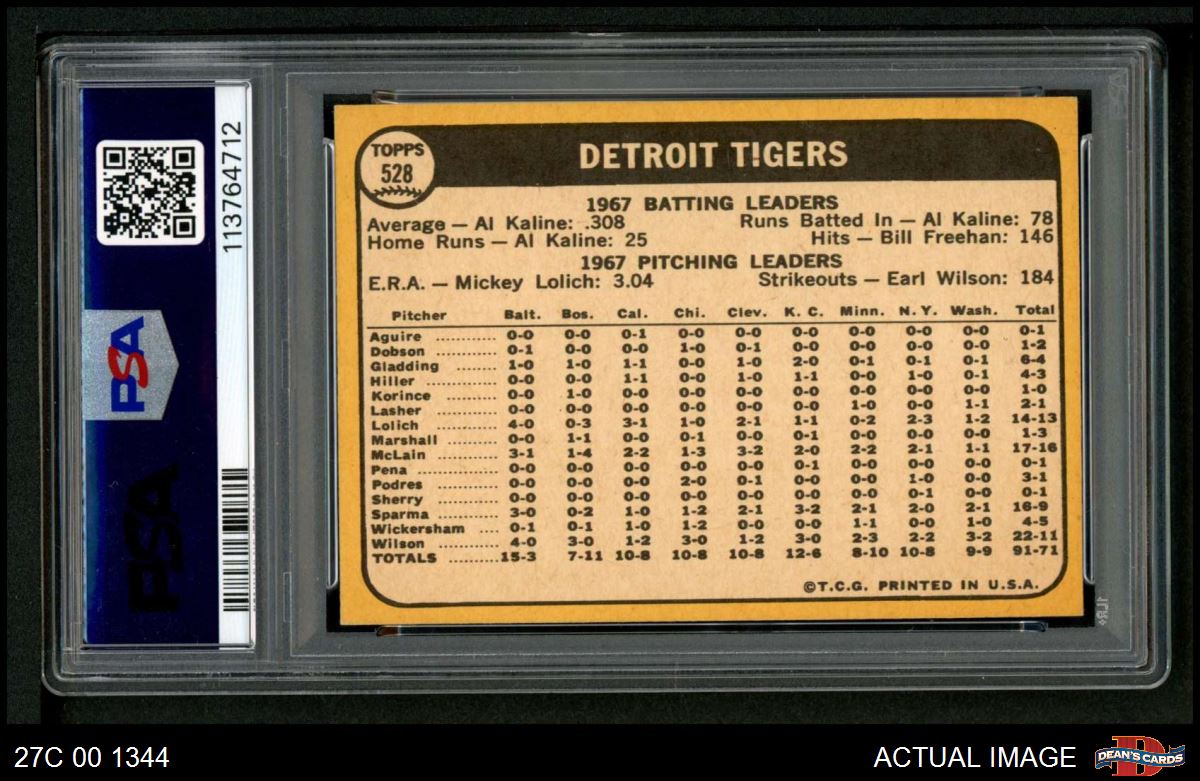 TOPPS
528
DETROIT TIGERS
1967 BATTING LEADERS
Average — Al Kaline: .308 Runs Batted In — Al Kaline: 78
Home Runs — Al Kaline: 25 Hits — Bill Freehan: 146
1967 PITCHING LEADERS
E.R.A. — Mickey Lolich: 3.04 Strikeouts — Earl Wilson: 184
Pitcher Balt. Bos. Cal. Chi. Clev. K. C. Minn. N. Y. Wash. Total
Aguire .......... 0-0 0-0 0-1 0-0 0-0 0-0 0-0 0-0 0-0 0-1
Dobson .......... 0-1 0-0 0-0 1-0 0-1 0-0 0-0 0-0 0-0 1-2
Gladding ....... 1-0 1-0 1-1 0-0 1-0 2-0 0-1 0-1 0-1 6-4
Hiller ............ 0-0 0-0 1-1 0-0 1-0 1-1 0-0 1-0 0-1 4-3
Korince ......... 0-0 1-0 0-0 0-0 0-0 0-0 0-0 0-0 0-0 1-0
Lasher .......... 0-0 0-0 0-0 0-0 0-0 0-0 1-0 0-0 1-1 2-1
Lolich ........... 4-0 0-3 3-1 1-0 2-1 1-1 0-2 2-3 1-2 14-13
Marshall ........ 0-0 1-1 0-0 0-1 0-0 0-1 0-0 0-0 0-0 1-3
McLain .......... 3-1 1-4 2-2 1-3 3-2 2-0 2-2 2-1 1-1 17-16
Pena ............. 0-0 0-0 0-0 0-0 0-0 0-1 0-0 0-0 0-0 0-1
Podres .......... 0-0 0-0 0-0 2-0 0-1 0-0 0-0 1-0 0-0 3-1
Sherry .......... 0-0 0-0 0-0 0-0 0-0 0-0 0-0 0-1 0-0 0-1
Sparma .......... 3-0 0-2 1-0 1-2 2-1 3-2 2-1 2-0 2-1 16-9
Wickersham .... 0-1 0-1 1-0 1-2 0-0 0-0 1-1 0-0 1-0 4-5
Wilson .......... 4-0 3-0 1-2 3-0 1-2 3-0 2-3 2-2 3-2 22-11
TOTALS ......... 15-3 7-11 10-8 10-8 10-8 12-6 8-10 10-8 9-9 91-71
©T.C.G. PRINTED IN U.S.A.
113764712
PSA
PSA
27C 00 1344
ACTUAL IMAGE
DEAN'S CARDS